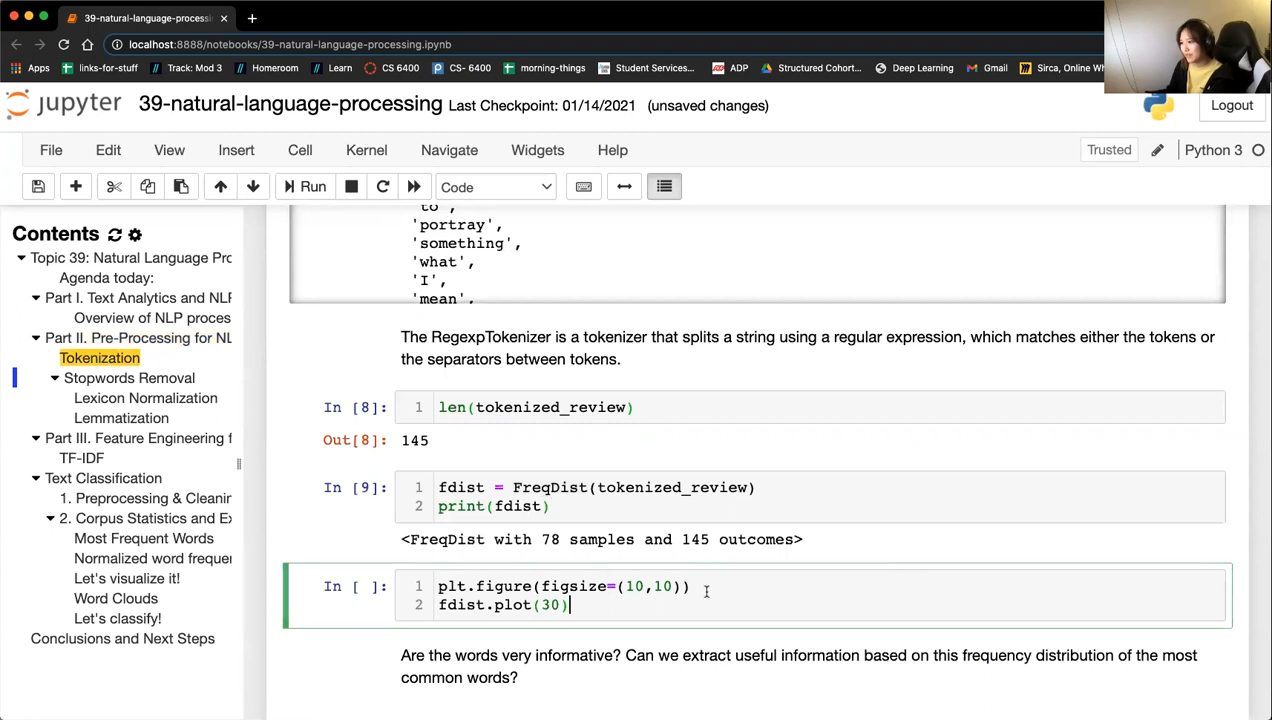 39-natural-language-processin
localhost:8888/notebooks/39-natural-language-processing.ipynb
Apps links-for-stuff Track: Mod 3 Homeroom Learn CS 6400 CS- 6400 morning-things Student Services... ADP Structured Cohort... Deep Learning Gmail Sirca, Online W
jupyter 39-natural-language-processing Last Checkpoint: 01/14/2021 (unsaved changes) Logout
File Edit View Insert Cell Kernel Navigate Widgets Help Trusted Python 3
Run Code
Contents
Topic 39: Natural Language Prc
Agenda today:
Part I. Text Analytics and NLF
Overview of NLP proces
Part II. Pre-Processing for NL
Tokenization
Stopwords Removal
Lexicon Normalization
Lemmatization
Part III. Feature Engineering f
TF-IDF
Text Classification
1. Preprocessing & Cleanin
2. Corpus Statistics and Ex
Most Frequent Words
Normalized word frequen
Let's visualize it!
Word Clouds
Let's classify!
Conclusions and Next Steps
'to',
'portray',
'something',
'what',
'I',
'mean',
The RegexpTokenizer is a tokenizer that splits a string using a regular expression, which matches either the tokens or
the separators between tokens.
In [8]: 1 len(tokenized_review)
Out[8]: 145
In [9]: 1 fdist = FreqDist(tokenized_review)
2 print(fdist)
<FreqDist with 78 samples and 145 outcomes>
In [ ]: 1 plt.figure(figsize=(10,10))
2 fdist.plot(30)
Are the words very informative? Can we extract useful information based on this frequency distribution of the most
common words?